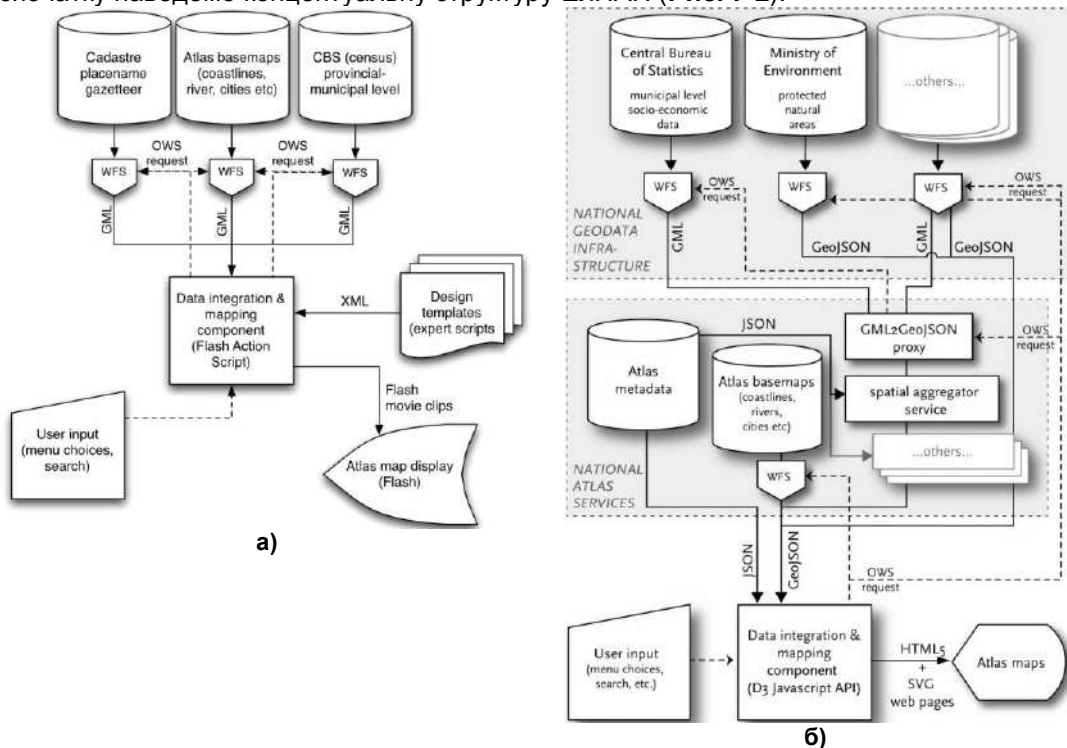 а)
Cadastre
placename
gazetteer
Atlas basemaps
(coastlines,
river, cities etc)
CBS (census)
provincial-
municipal level
OWS
request
OWS
request
WFS
WFS
WFS
GML
GML
GML
Data integration &
mapping
component
(Flash Action
Script)
XML
Design
templates
(expert scripts
Flash
movie clips
User input
(menu choices,
search)
Atlas map display
(Flash)
б)
Central Bureau
of Statistics
municipal level
socio-economic
data
Ministry of
Environment
protected
natural
areas
...others...
WFS
WFS
WFS
OWS
request
OWS
request
NATIONAL
GEODATA
INFRA-
STRUCTURE
GML
GeoJSON
GML
GeoJSON
JSON
GML2GeoJSON
proxy
OWS
request
Atlas
metadata
Atlas basemaps
(coastlines,
rivers,
cities etc)
spatial aggregator
service
...others...
WFS
NATIONAL
ATLAS
SERVICES
JSON
GeoJSON
OWS
request
User input
(menu choices,
search, etc.)
Data integration &
mapping
component
(D3 Javascript API)
HTML5
+
SVG
web pages
Atlas maps